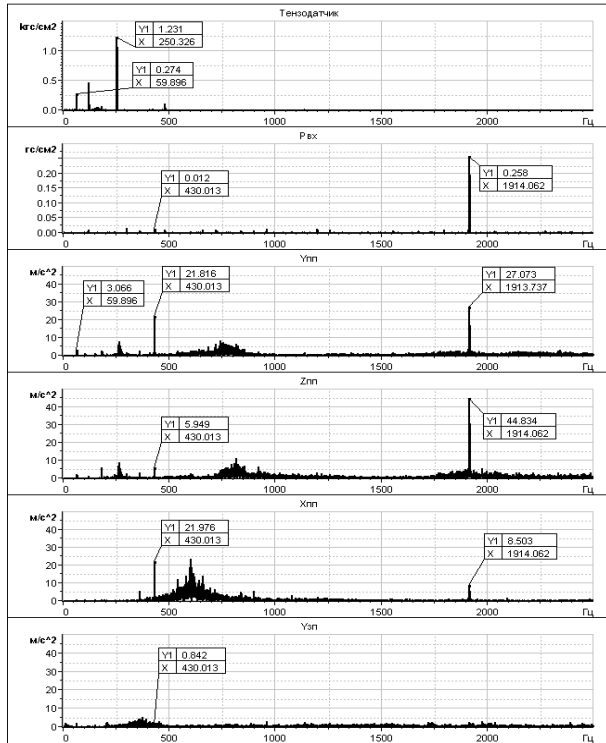 Тензодатчик
кгс/см2
Y1 1.231
X 250.326
Y1 0.274
X 59.896
1.0
0.5
0.0
0 500 1000 1500 2000 Гц
Рвх
гс/см2
Y1 0.012
X 430.013
Y1 0.258
X 1914.062
0.20
0.15
0.10
0.05
0.00
0 500 1000 1500 2000 Гц
Yпп
м/с^2
Y1 3.066
X 59.896
Y1 21.816
X 430.013
Y1 27.073
X 1913.737
40
30
20
10
0
0 500 1000 1500 2000 Гц
Zпп
м/с^2
Y1 5.949
X 430.013
Y1 44.834
X 1914.062
40
30
20
10
0
0 500 1000 1500 2000 Гц
Xпп
м/с^2
Y1 21.976
X 430.013
Y1 8.503
X 1914.062
40
30
20
10
0
0 500 1000 1500 2000 Гц
Yзп
м/с^2
Y1 0.842
X 430.013
40
30
20
10
0
0 500 1000 1500 2000 Гц